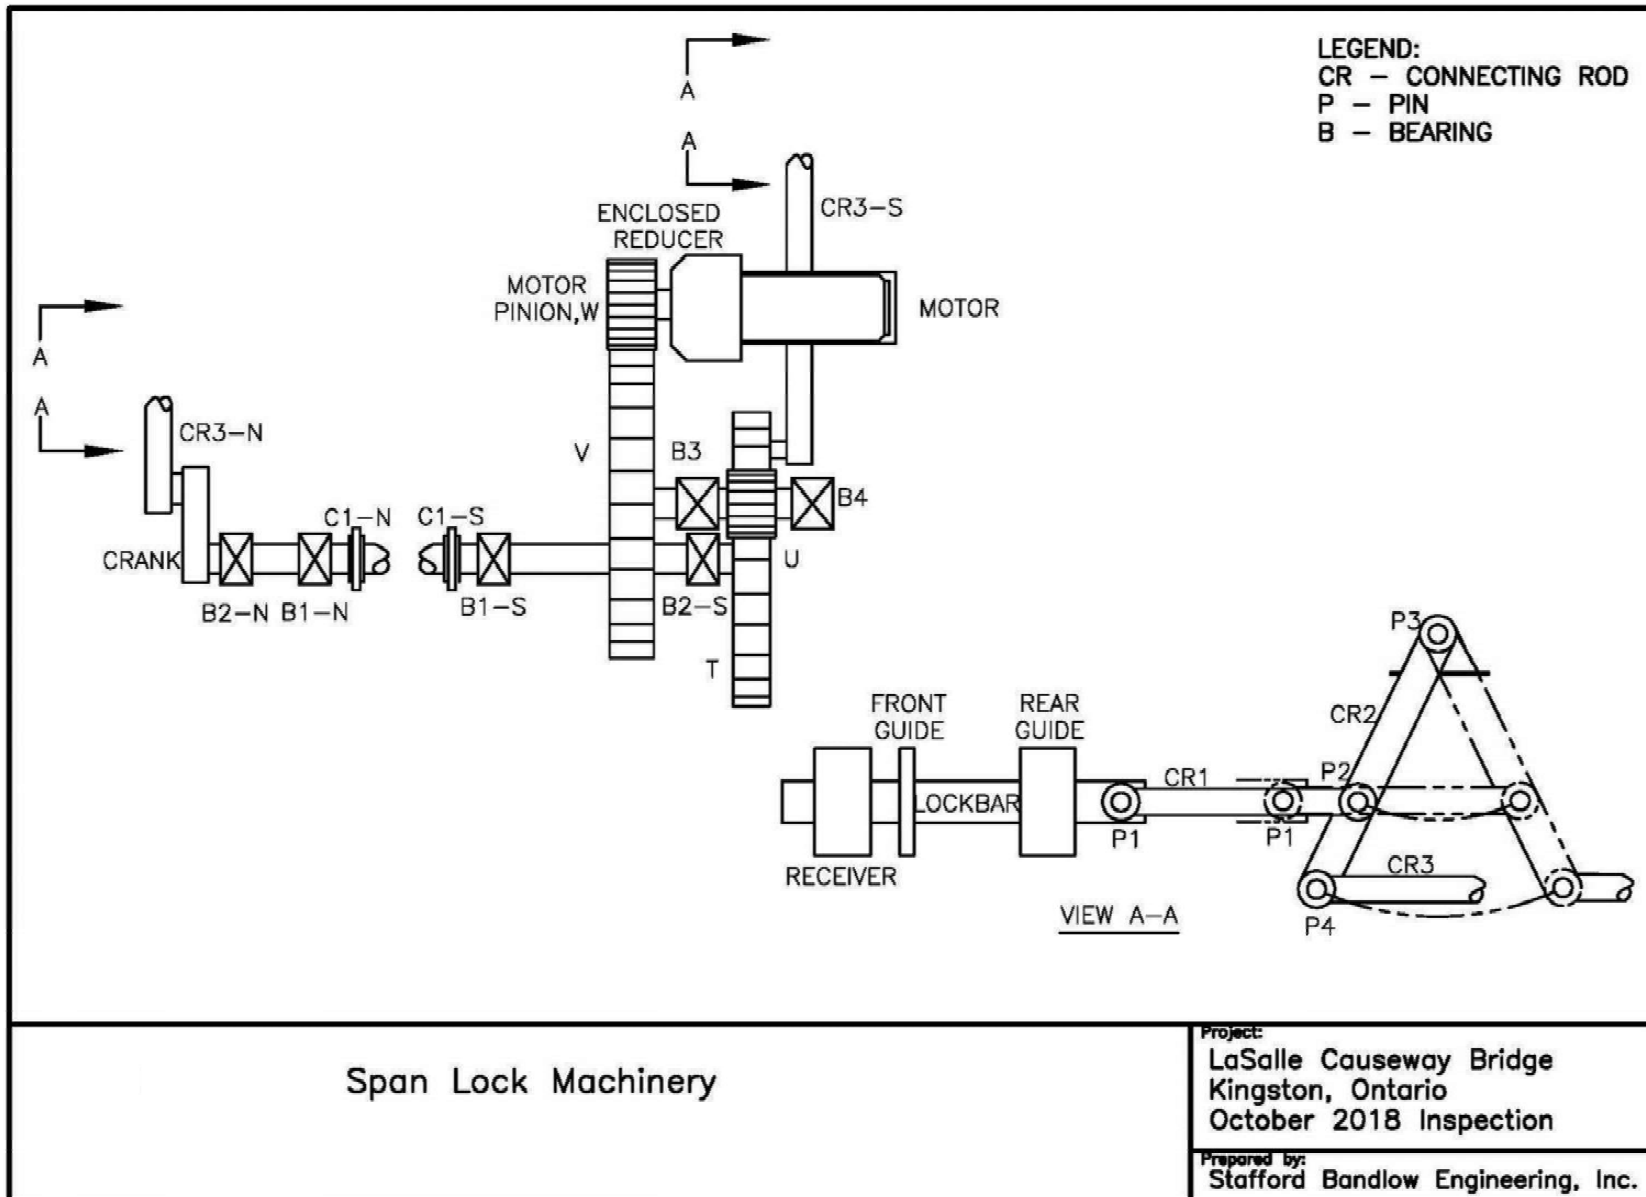 LEGEND:
CR – CONNECTING ROD
P – PIN
B – BEARING
A
A
CR3–S
ENCLOSED
REDUCER
MOTOR
PINION,W
MOTOR
A
A
CR3–N
V
B3
B4
C1–N
C1–S
CRANK
U
B2–N
B1–N
B1–S
B2–S
T
P3
FRONT
GUIDE
REAR
GUIDE
CR2
CR1
P2
LOCKBAR
P1
P1
RECEIVER
CR3
VIEW A–A
P4
Span Lock Machinery
Project:
LaSalle Causeway Bridge
Kingston, Ontario
October 2018 Inspection
Prepared by:
Stafford Bandlow Engineering, Inc.